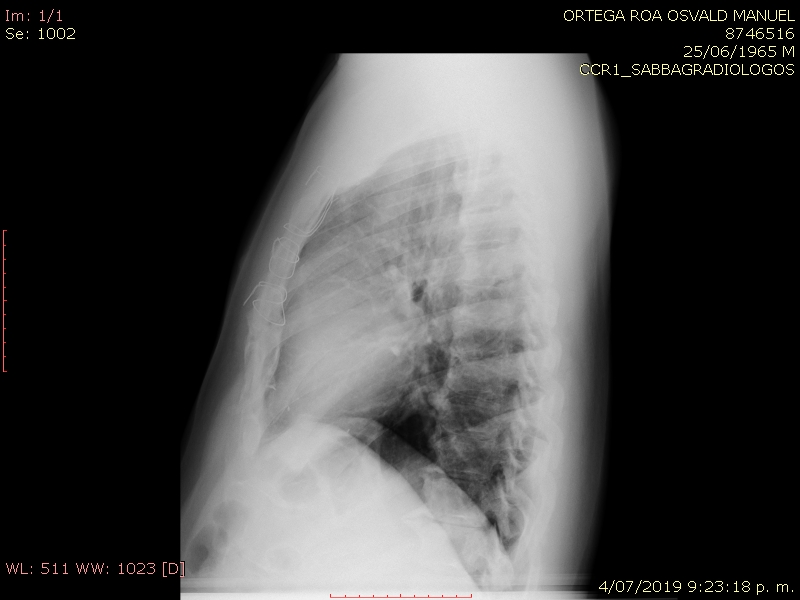 Im: 1/1
Se: 1002
ORTEGA ROA OSVALD MANUEL
8746516
25/06/1965 M
CCR1_SABBAGRADIOLOGOS
WL: 511 WW: 1023 [D]
4/07/2019 9:23:18 p. m.